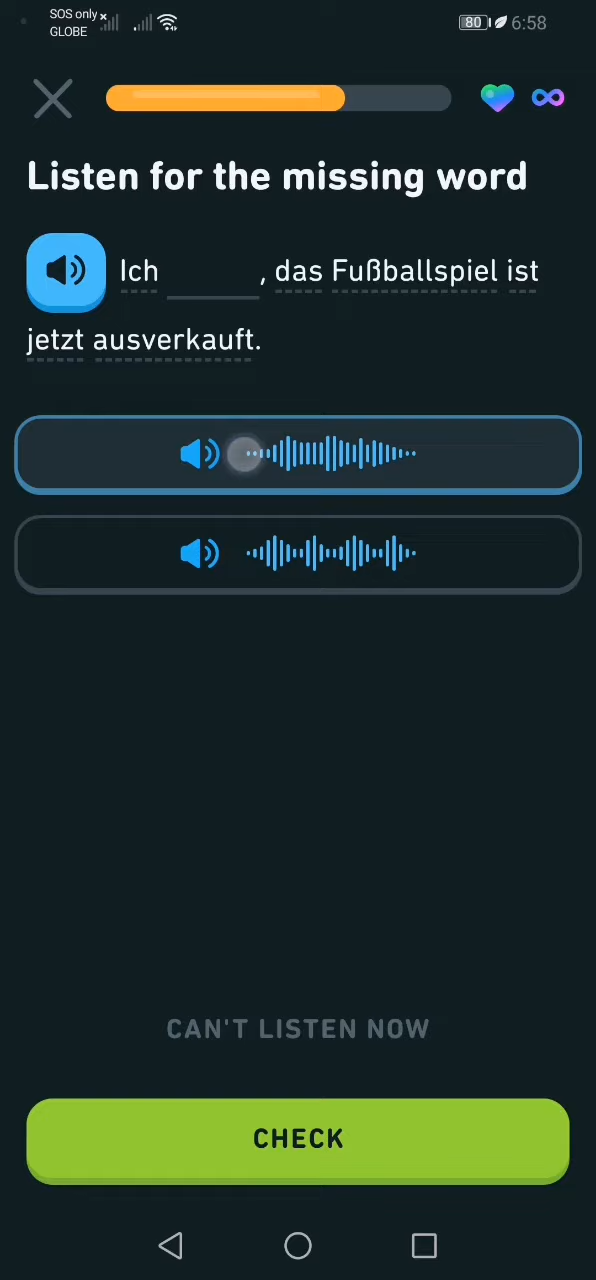 SOS only
GLOBE
80
6:58
Listen for the missing word
Ich ________, das Fußballspiel ist
jetzt ausverkauft.
CAN'T LISTEN NOW
CHECK